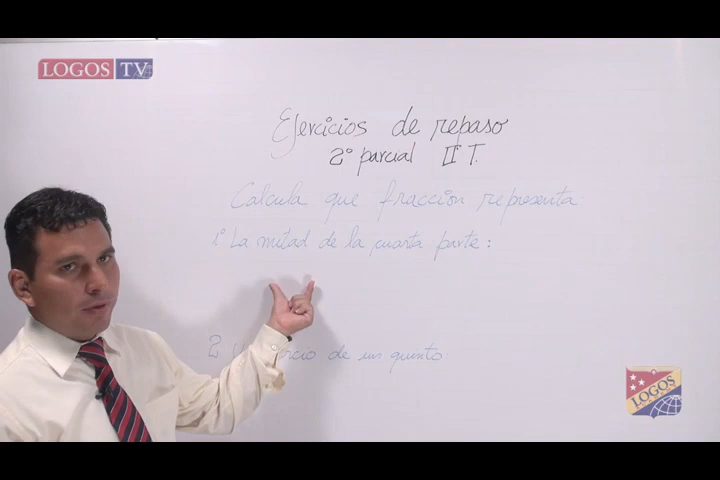 LOGOS TV
Ejercicios de repaso
2° parcial II T.
Calcula que fracción representa
1° La mitad de la cuarta parte:
2 de un quinto:
LOGOS